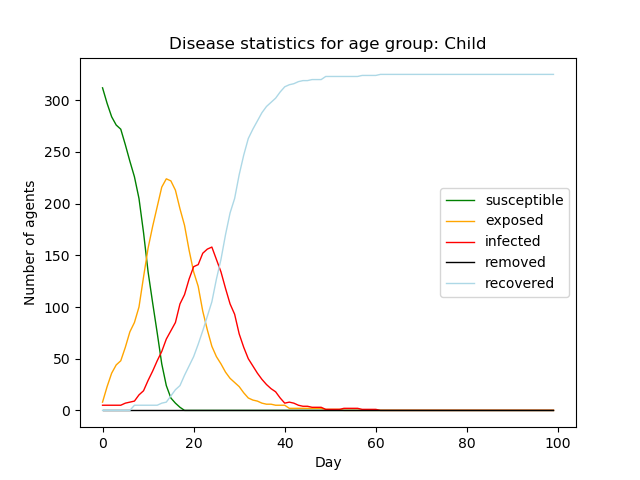 Disease statistics for age group: Child
Number of agents
300
250
200
150
100
50
0
susceptible
exposed
infected
removed
recovered
0 20 40 60 80 100
Day